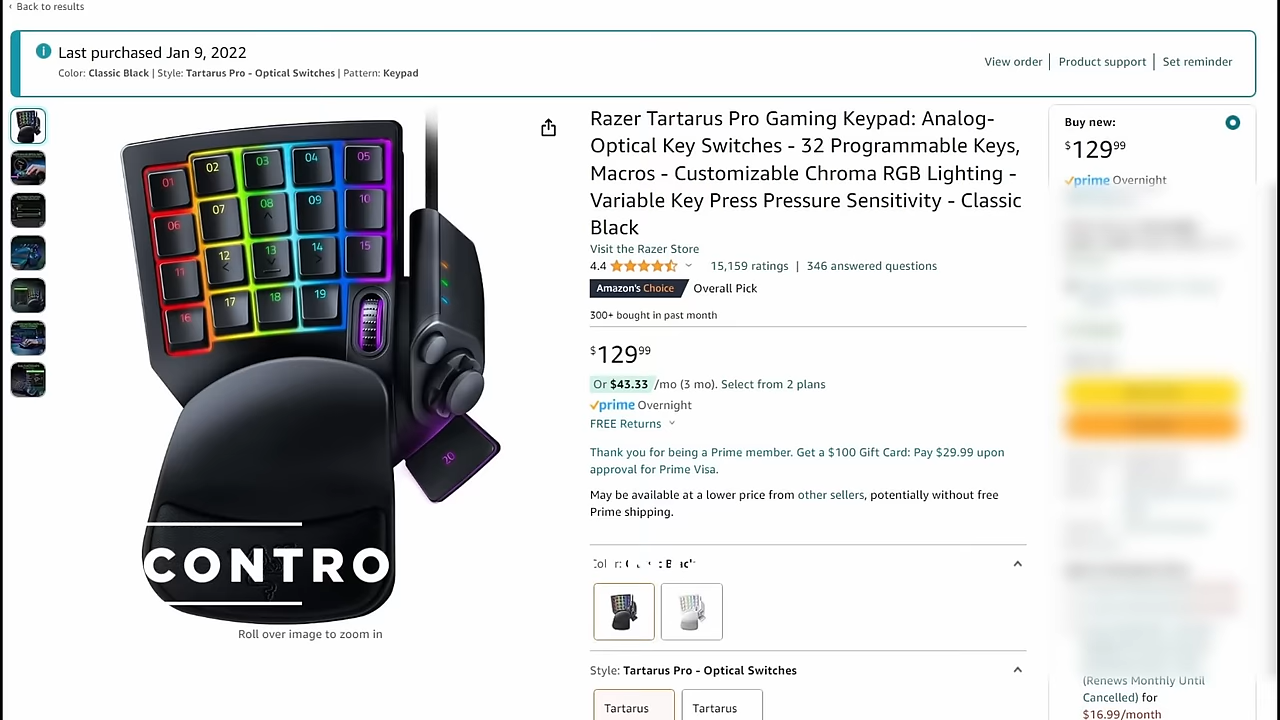 ‹ Back to results
Last purchased Jan 9, 2022
Color: Classic Black | Style: Tartarus Pro - Optical Switches | Pattern: Keypad
View order | Product support | Set reminder
01
02
03
04
05
06
07
08
09
10
11
12
13
14
15
16
17
18
19
20
CONTRO
Roll over image to zoom in
Razer Tartarus Pro Gaming Keypad: Analog-
Optical Key Switches - 32 Programmable Keys,
Macros - Customizable Chroma RGB Lighting -
Variable Key Press Pressure Sensitivity - Classic
Black
Visit the Razer Store
4.4 15,159 ratings | 346 answered questions
Amazon's Choice Overall Pick
300+ bought in past month
$129.99
Or $43.33 /mo (3 mo). Select from 2 plans
prime Overnight
FREE Returns
Thank you for being a Prime member. Get a $100 Gift Card: Pay $29.99 upon
approval for Prime Visa.
May be available at a lower price from other sellers, potentially without free
Prime shipping.
Style: Tartarus Pro - Optical Switches
Tartarus
Tartarus
Buy new:
$129.99
prime Overnight
(Renews Monthly Until
Cancelled) for
$16.99/month